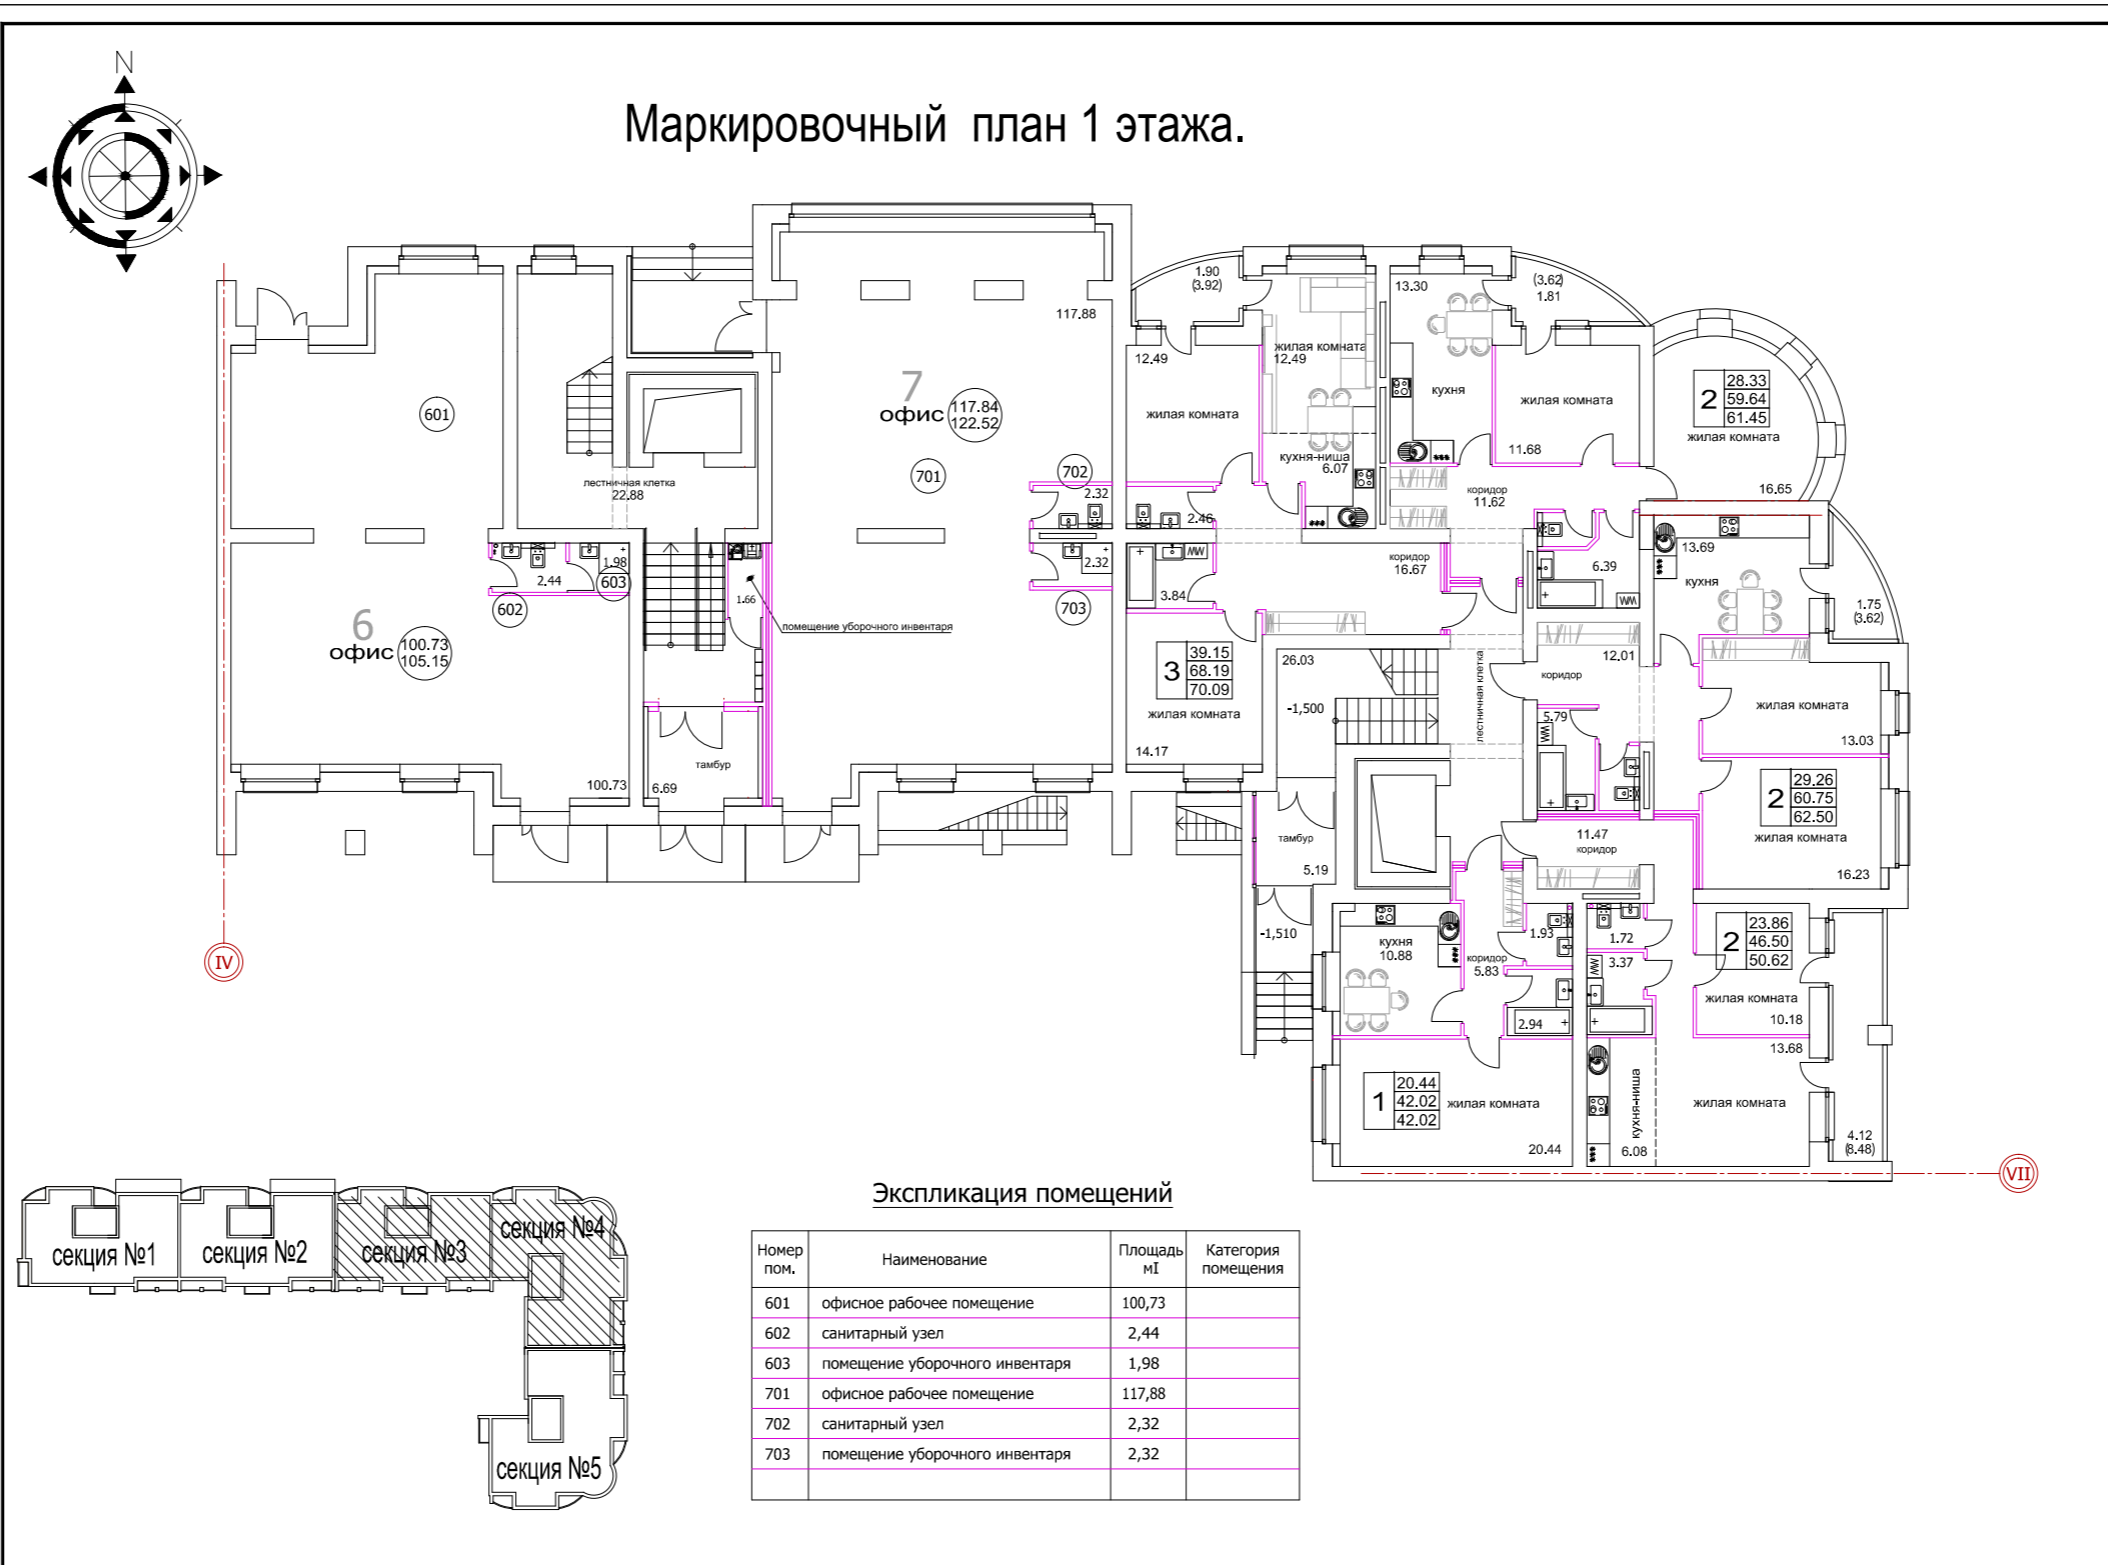 N
Маркировочный план 1 этажа.
1.90
(3.92)
(3.62)
1.81
13.30
117.88
12.49
жилая комната
12.49
7
офис
117.84
122.52
601
жилая комната
кухня
жилая комната
2
28.33
59.64
61.45
жилая комната
кухня-ниша
6.07
11.68
701
702
лестничная клетка
22.88
2.32
2.46
коридор
11.62
16.65
13.69
2.44
1.98
603
602
2.32
703
1.66
3.84
коридор
16.67
6.39
кухня
1.75
(3.62)
помещение уборочного инвентаря
6
офис
100.73
105.15
3
39.15
68.19
70.09
жилая комната
14.17
26.03
-1,500
лестничная клетка
12.01
коридор
5.79
жилая комната
13.03
тамбур
6.69
100.73
2
29.26
60.75
62.50
жилая комната
16.23
тамбур
5.19
11.47
коридор
-1,510
IV
кухня
10.88
коридор
5.83
1.93
2.94
1.72
3.37
2
23.86
46.50
50.62
жилая комната
10.18
13.68
1
20.44
42.02
42.02
жилая комната
20.44
кухня-ниша
6.08
жилая комната
4.12
(8.48)
VII
секция №1
секция №2
секция №3
секция №4
секция №5
Экспликация помещений
Номер пом. Наименование Площадь мI Категория помещения
601 офисное рабочее помещение 100,73
602 санитарный узел 2,44
603 помещение уборочного инвентаря 1,98
701 офисное рабочее помещение 117,88
702 санитарный узел 2,32
703 помещение уборочного инвентаря 2,32